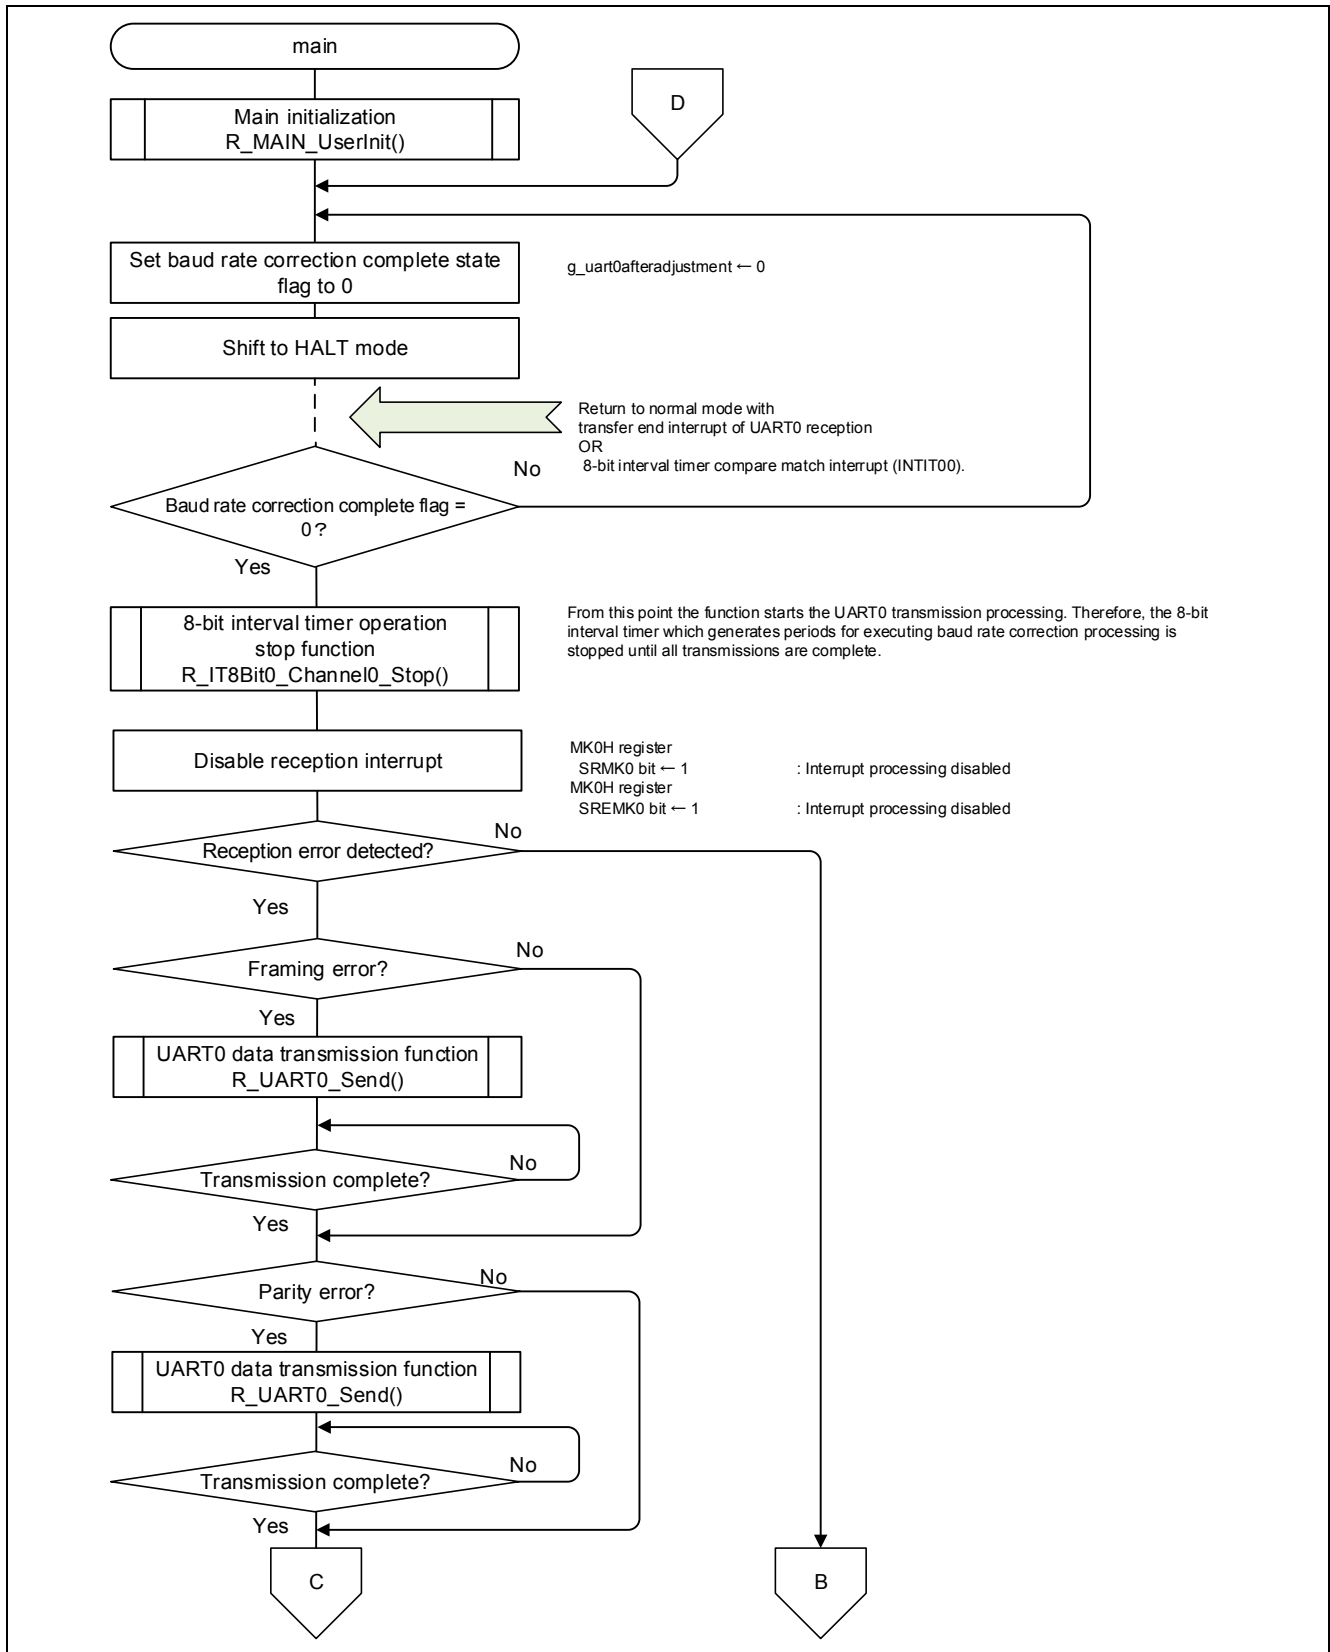 main
D
Main initialization
R_MAIN_UserInit()
Set baud rate correction complete state
flag to 0
g_uart0afteradjustment ← 0
Shift to HALT mode
Return to normal mode with
transfer end interrupt of UART0 reception
OR
8-bit interval timer compare match interrupt (INTIT00).
No
Baud rate correction complete flag =
0?
Yes
8-bit interval timer operation
stop function
R_IT8Bit0_Channel0_Stop()
From this point the function starts the UART0 transmission processing. Therefore, the 8-bit
interval timer which generates periods for executing baud rate correction processing is
stopped until all transmissions are complete.
Disable reception interrupt
MK0H register
SRMK0 bit ← 1 : Interrupt processing disabled
MK0H register
SREMK0 bit ← 1 : Interrupt processing disabled
No
Reception error detected?
Yes
No
Framing error?
Yes
UART0 data transmission function
R_UART0_Send()
No
Transmission complete?
Yes
No
Parity error?
Yes
UART0 data transmission function
R_UART0_Send()
No
Transmission complete?
Yes
C
B